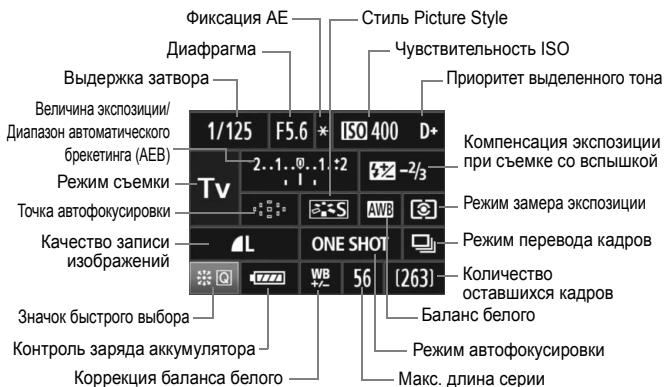 Фиксация AE
Стиль Picture Style
Диафрагма
Чувствительность ISO
Выдержка затвора
Приоритет выделенного тона
Величина экспозиции/
Диапазон автоматического
брекетинга (AEB)
Компенсация экспозиции
при съемке со вспышкой
Режим съемки
Точка автофокусировки
Режим замера экспозиции
Качество записи
изображений
Режим перевода кадров
Количество
оставшихся кадров
Значок быстрого выбора
Баланс белого
Контроль заряда аккумулятора
Режим автофокусировки
Коррекция баланса белого
Макс. длина серии
1/125 F5.6 * ISO 400 D+
2..1..0..1..+2 -2/3
Tv
S AWB
L ONE SHOT
Q WB +/- 56 (263)